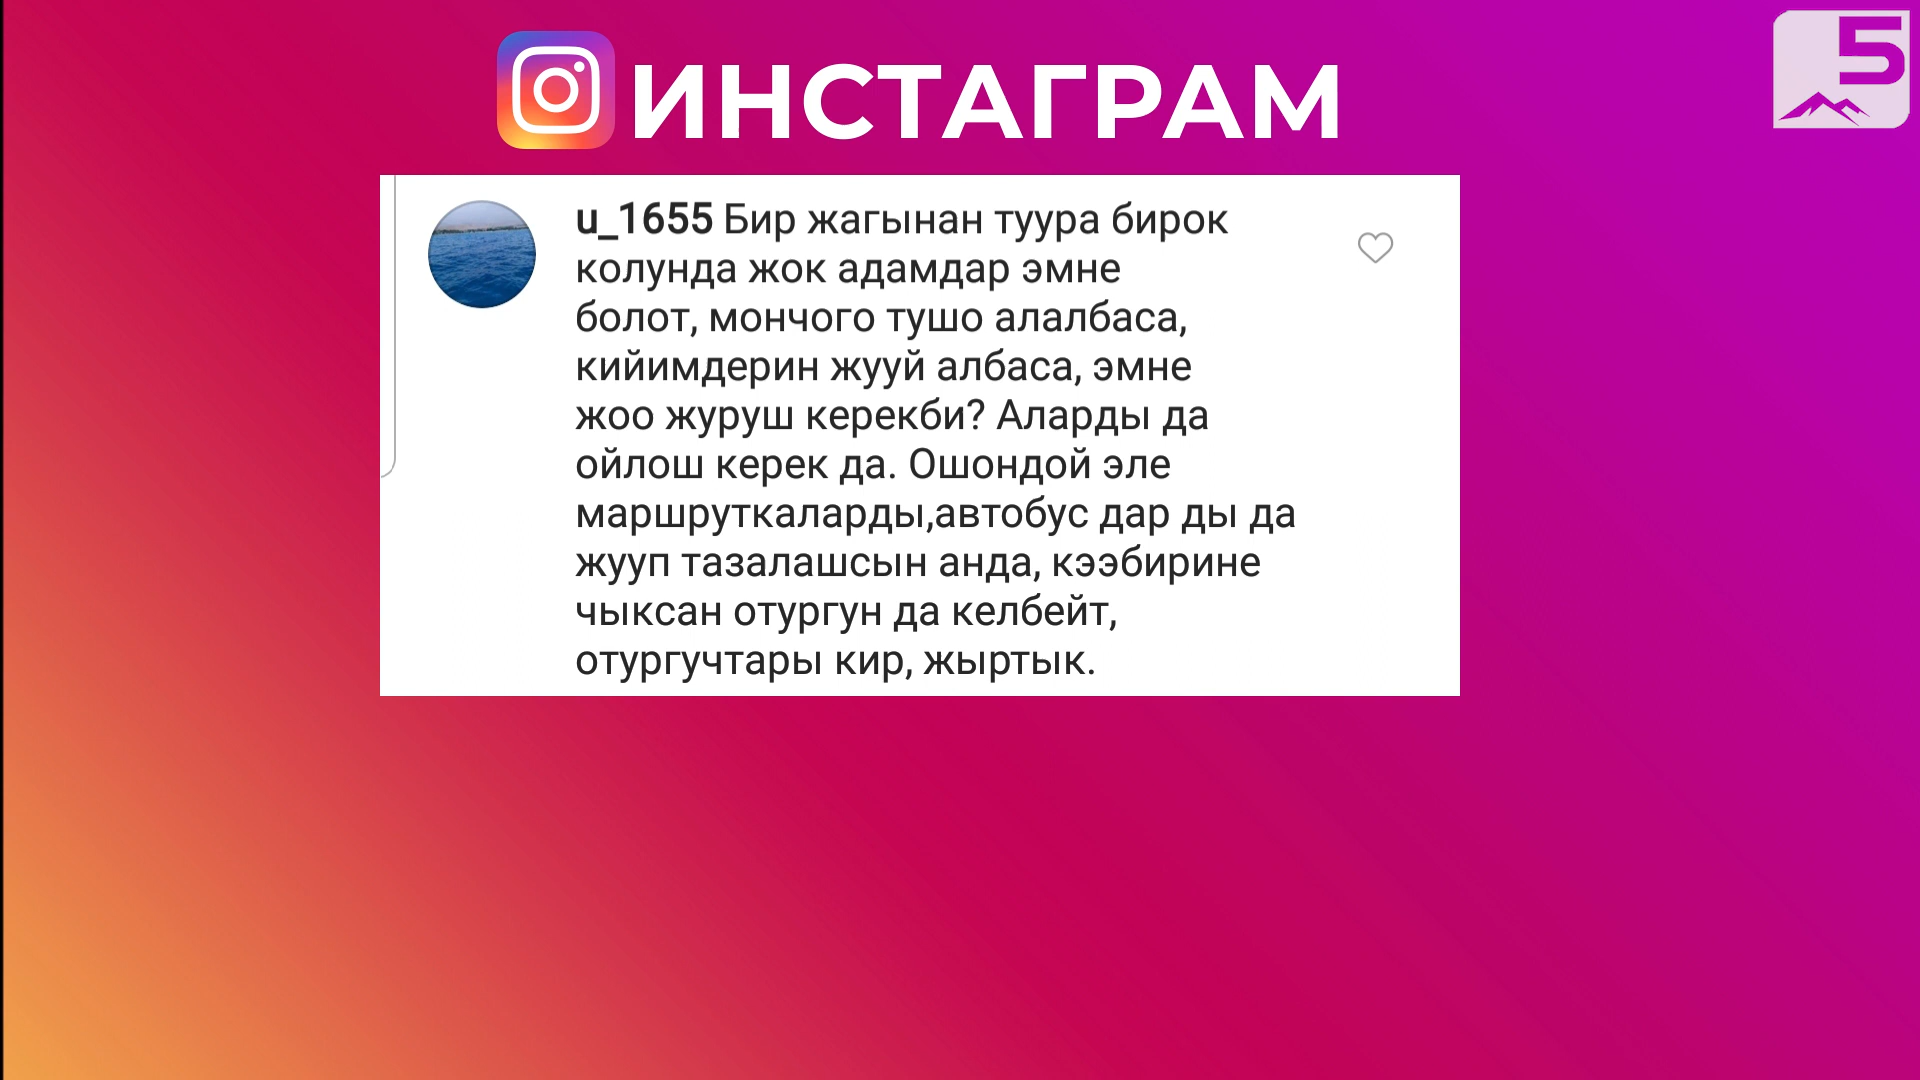 ИНСТАГРАМ
5
u_1655 Бир жагынан туура бирок
колунда жок адамдар эмне
болот, мончого тушо алалбаса,
кийимдерин жууй албаса, эмне
жоо журуш керекби? Аларды да
ойлош керек да. Ошондой эле
маршруткаларды,автобус дар ды да
жууп тазалашсын анда, кээбирине
чыксан отургун да келбейт,
отургучтары кир, жыртык.